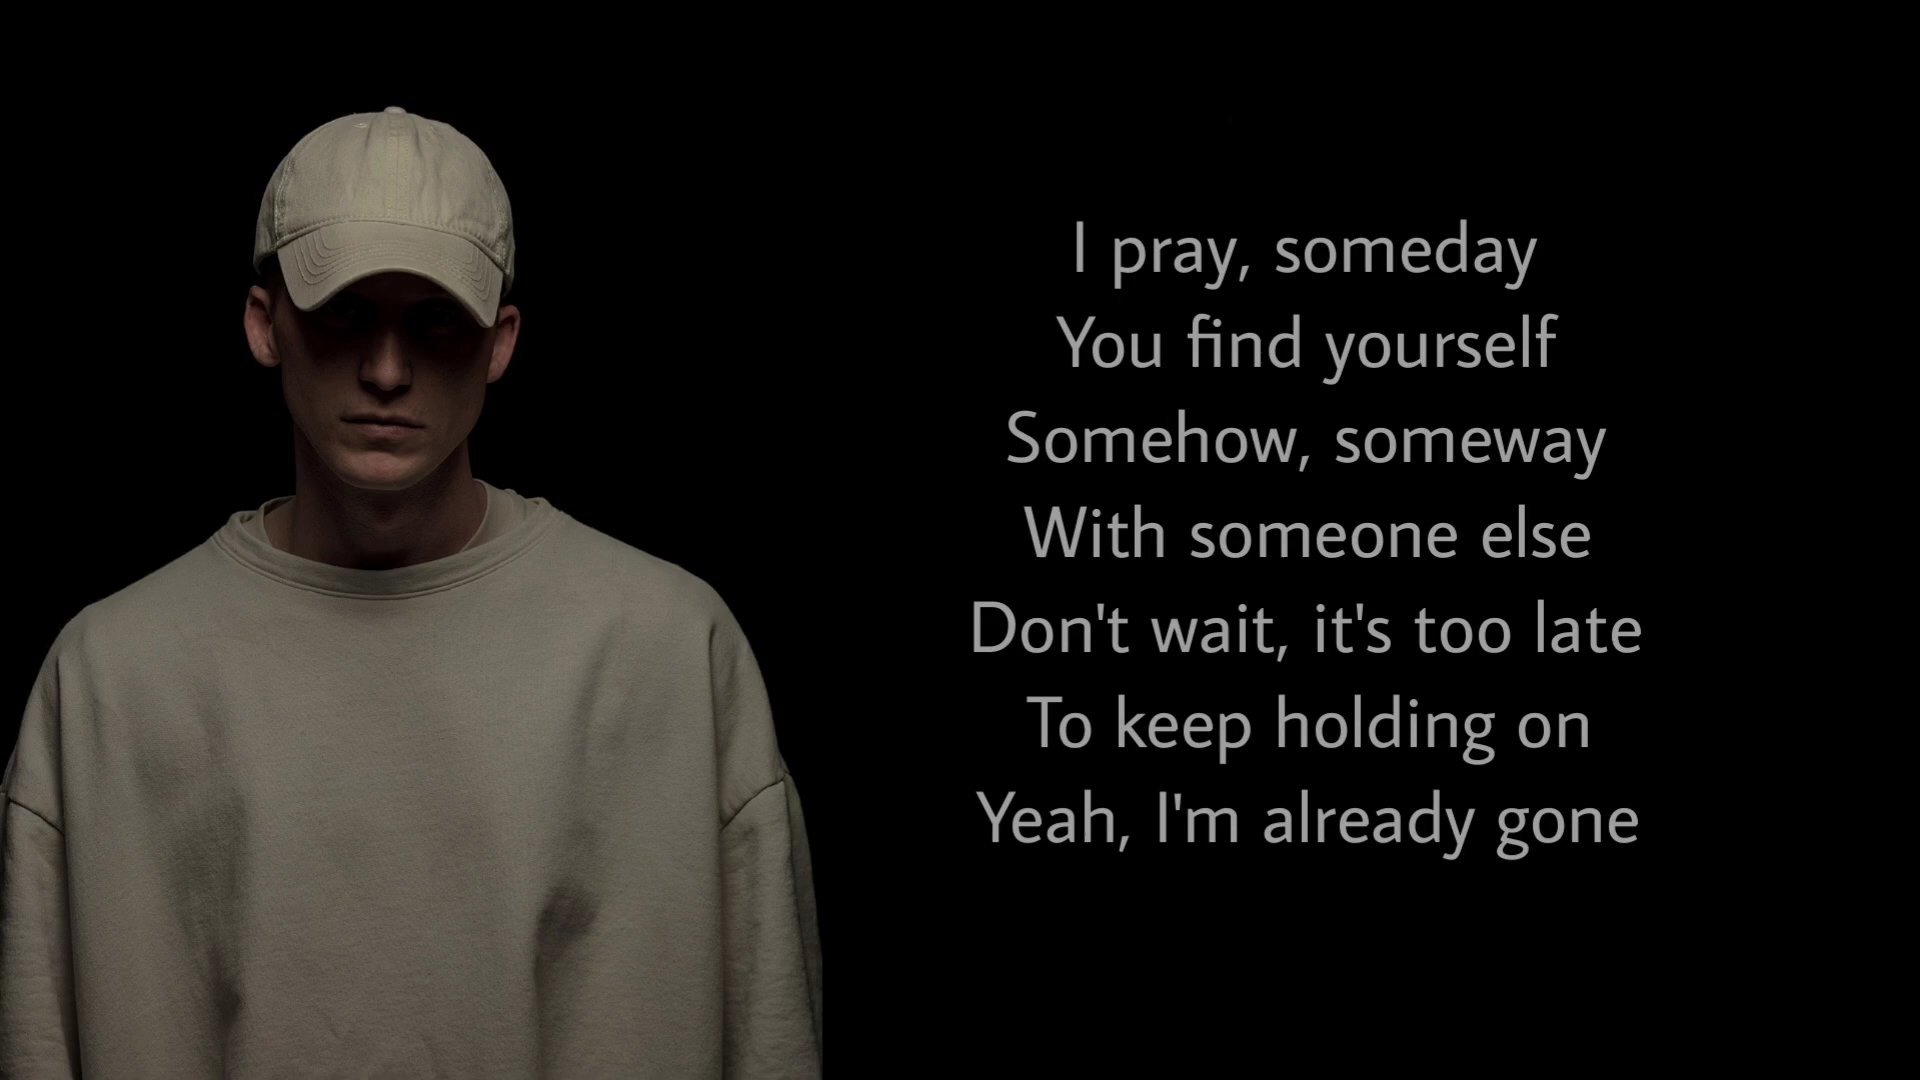 I pray, someday
You find yourself
Somehow, someway
With someone else
Don't wait, it's too late
To keep holding on
Yeah, I'm already gone